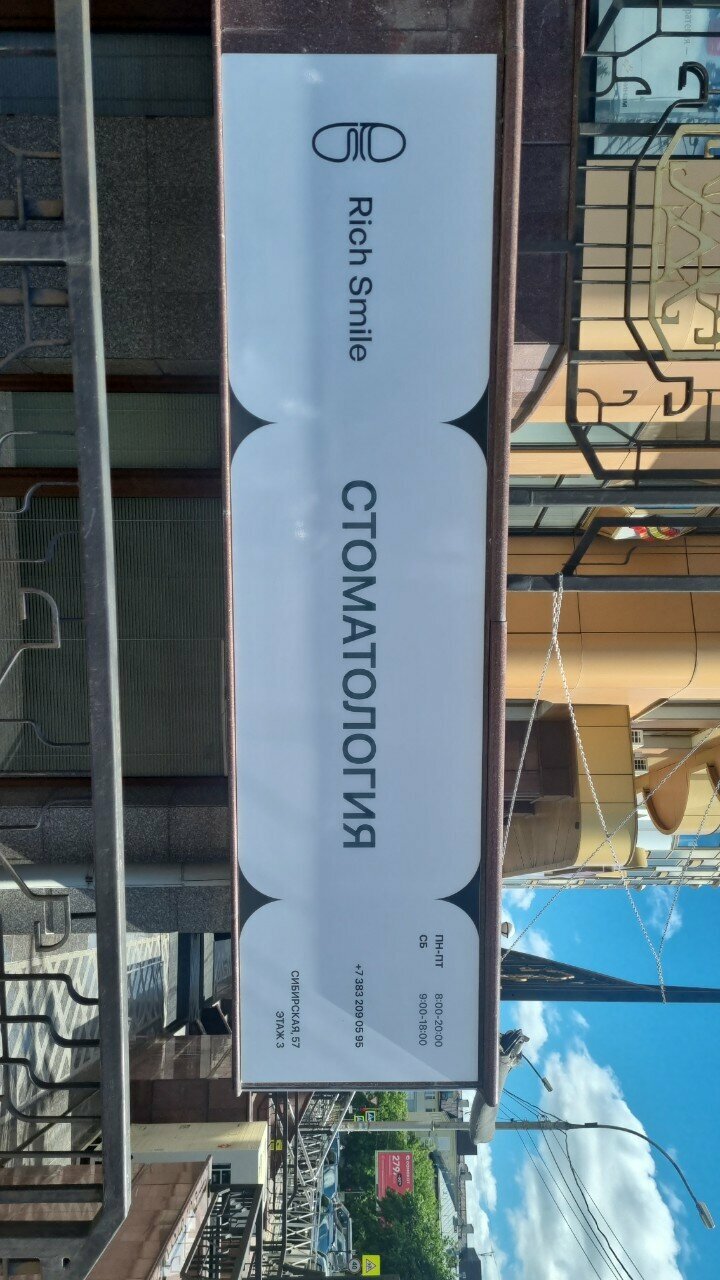 Rich Smile
СТОМАТОЛОГИЯ
ПН-ПТ 8:00-20:00
СБ 9:00-18:00
+7 383 209 05 95
СИБИРСКАЯ, 57
ЭТАЖ 3
279